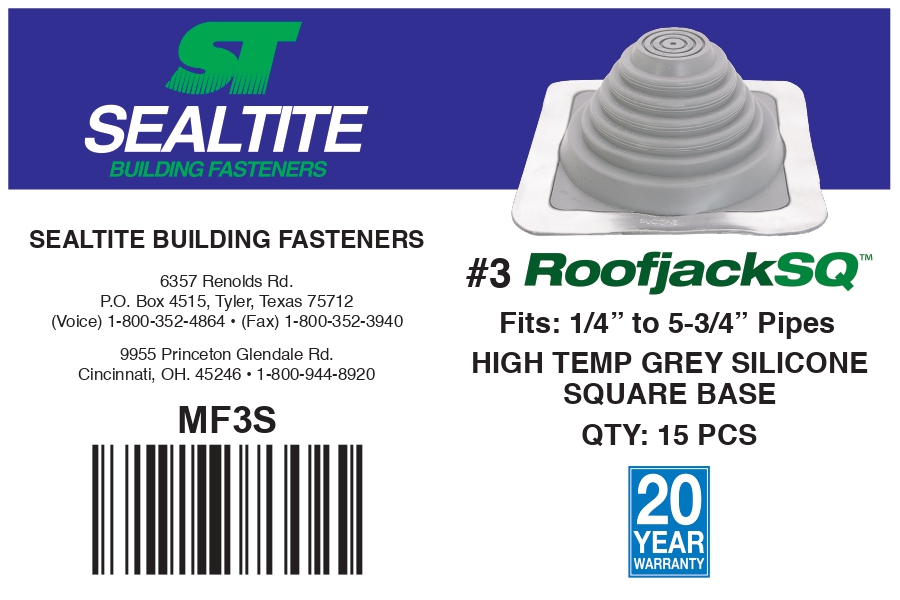 ST
SEALTITE
BUILDING FASTENERS
SEALTITE BUILDING FASTENERS
6357 Renolds Rd.
P.O. Box 4515, Tyler, Texas 75712
(Voice) 1-800-352-4864 • (Fax) 1-800-352-3940
9955 Princeton Glendale Rd.
Cincinnati, OH. 45246 • 1-800-944-8920
MF3S
SILICONE
#3 RoofjackSQ™
Fits: 1/4” to 5-3/4” Pipes
HIGH TEMP GREY SILICONE
SQUARE BASE
QTY: 15 PCS
20
YEAR
WARRANTY